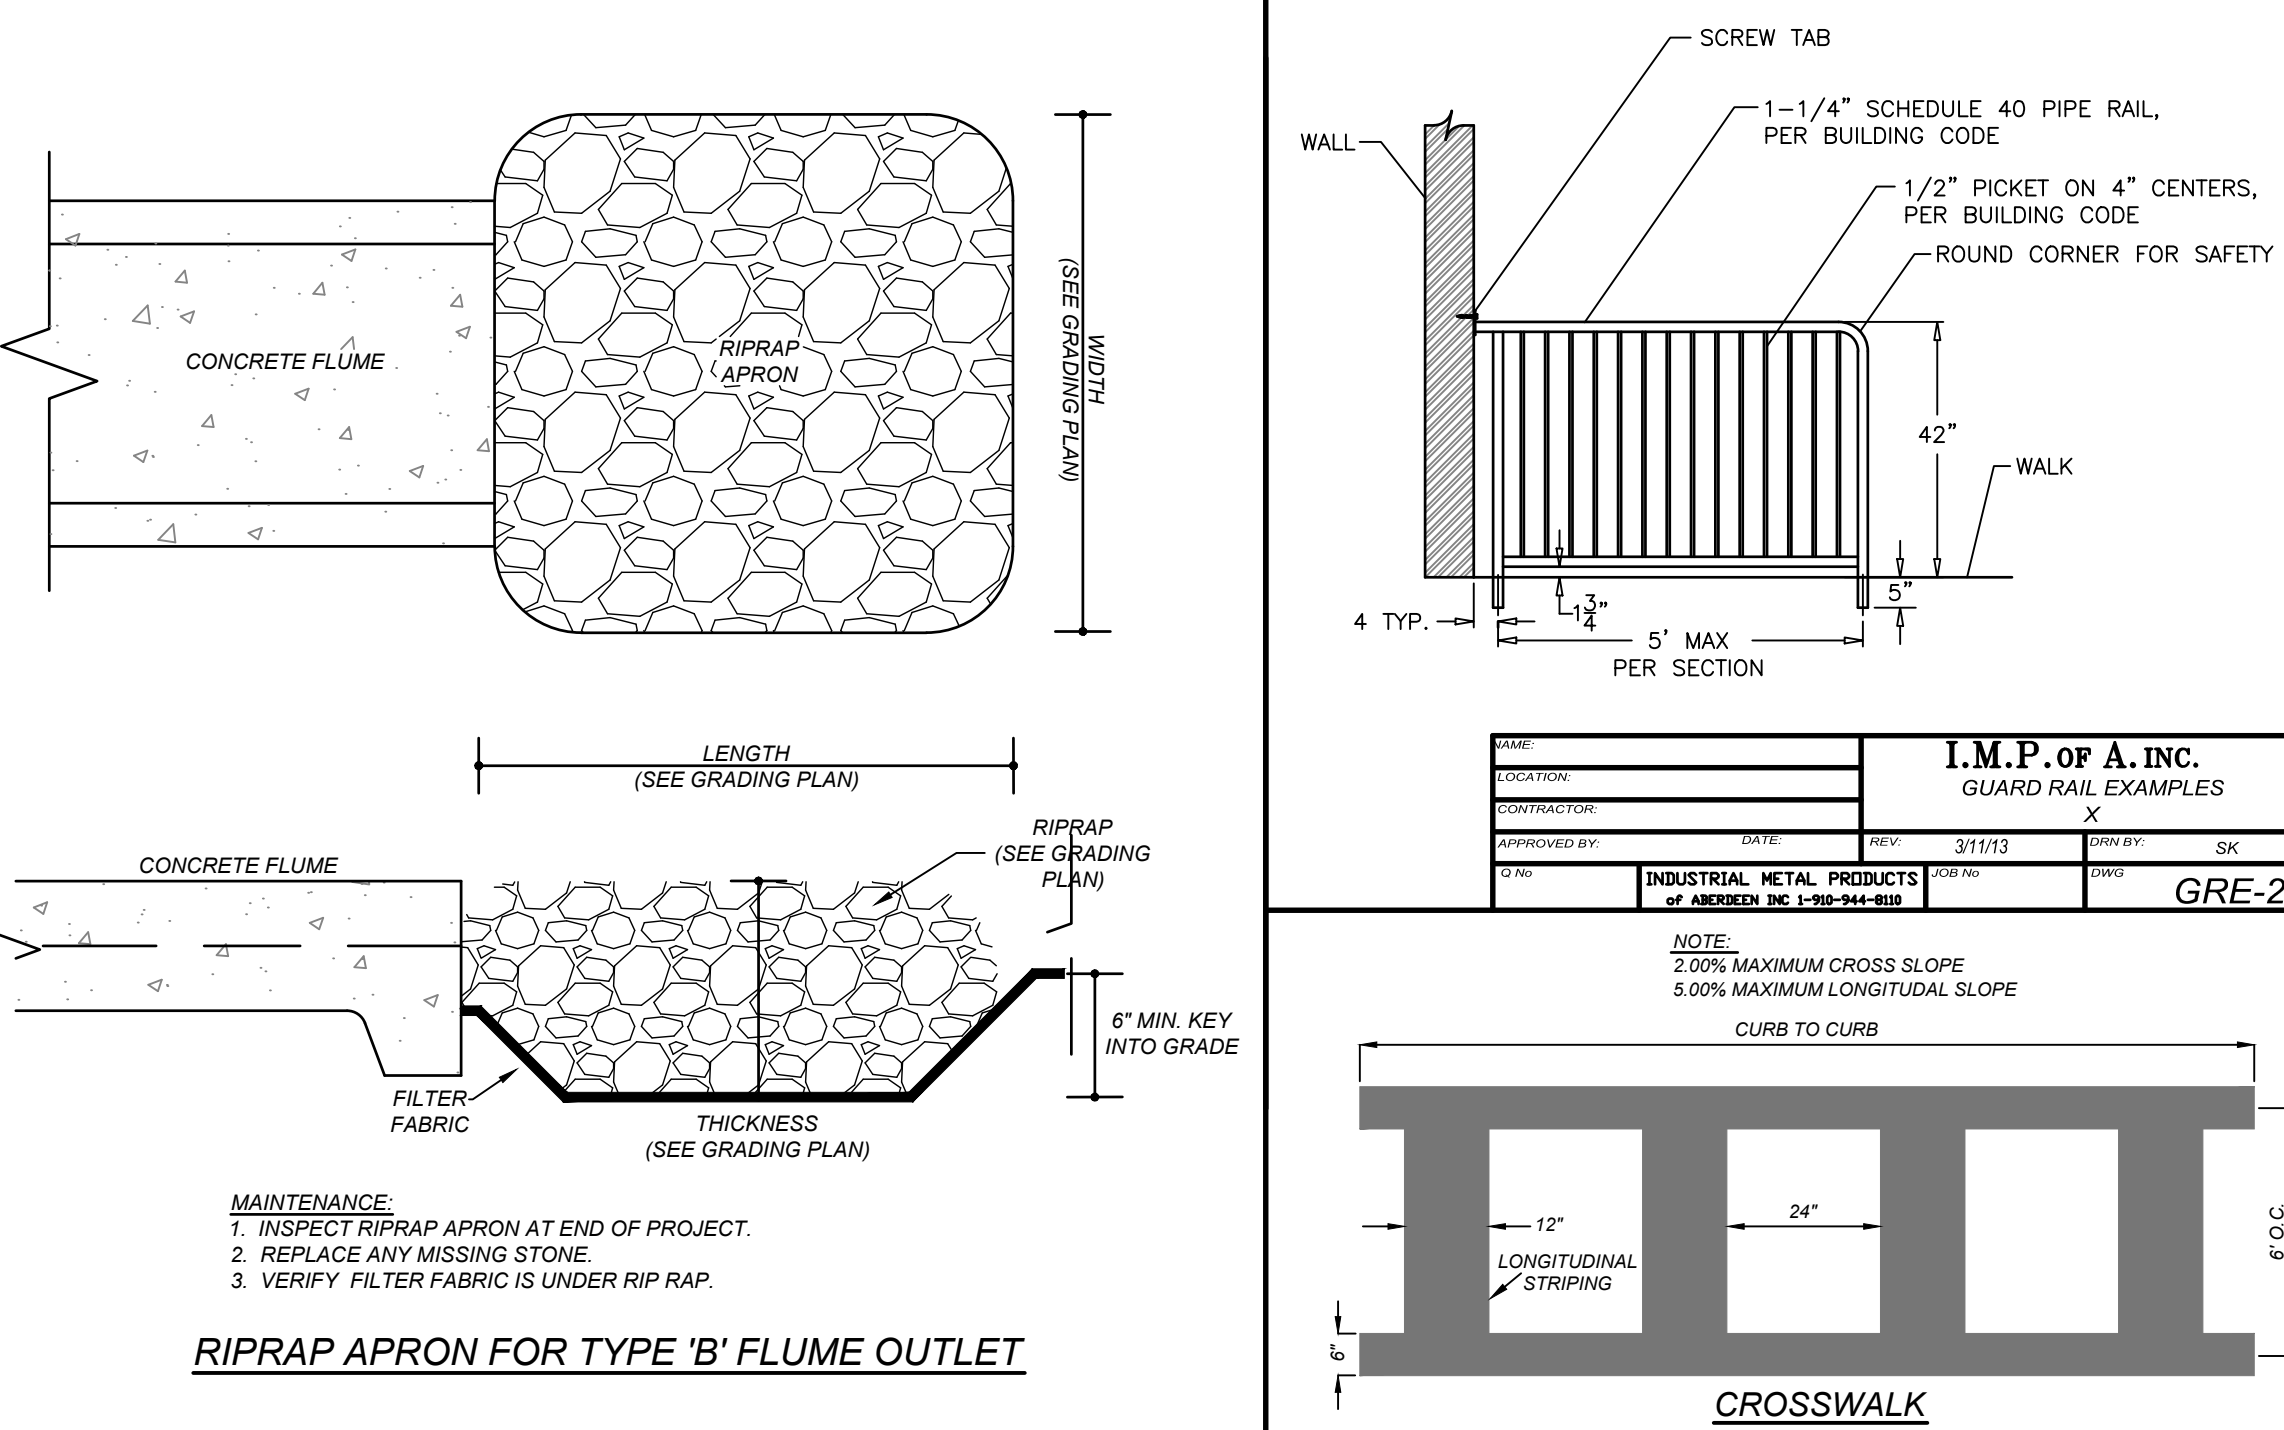 CONCRETE FLUME
RIPRAP
APRON
WIDTH
(SEE GRADING PLAN)
LENGTH
(SEE GRADING PLAN)
CONCRETE FLUME
RIPRAP
(SEE GRADING
PLAN)
6" MIN. KEY
INTO GRADE
FILTER
FABRIC
THICKNESS
(SEE GRADING PLAN)
MAINTENANCE:
1. INSPECT RIPRAP APRON AT END OF PROJECT.
2. REPLACE ANY MISSING STONE.
3. VERIFY FILTER FABRIC IS UNDER RIP RAP.
RIPRAP APRON FOR TYPE 'B' FLUME OUTLET
SCREW TAB
1-1/4" SCHEDULE 40 PIPE RAIL,
PER BUILDING CODE
WALL
1/2" PICKET ON 4" CENTERS,
PER BUILDING CODE
ROUND CORNER FOR SAFETY
42"
WALK
5"
1 3/4"
4 TYP.
5' MAX
PER SECTION
NAME:
LOCATION:
CONTRACTOR:
APPROVED BY: DATE:
I.M.P. OF A. INC.
GUARD RAIL EXAMPLES
X
REV: 3/11/13
DRN BY: SK
Q No
INDUSTRIAL METAL PRODUCTS
of ABERDEEN INC 1-910-944-8110
JOB No
DWG GRE-2
NOTE:
2.00% MAXIMUM CROSS SLOPE
5.00% MAXIMUM LONGITUDAL SLOPE
CURB TO CURB
12"
24"
LONGITUDINAL
STRIPING
6' O.C.
6"
CROSSWALK